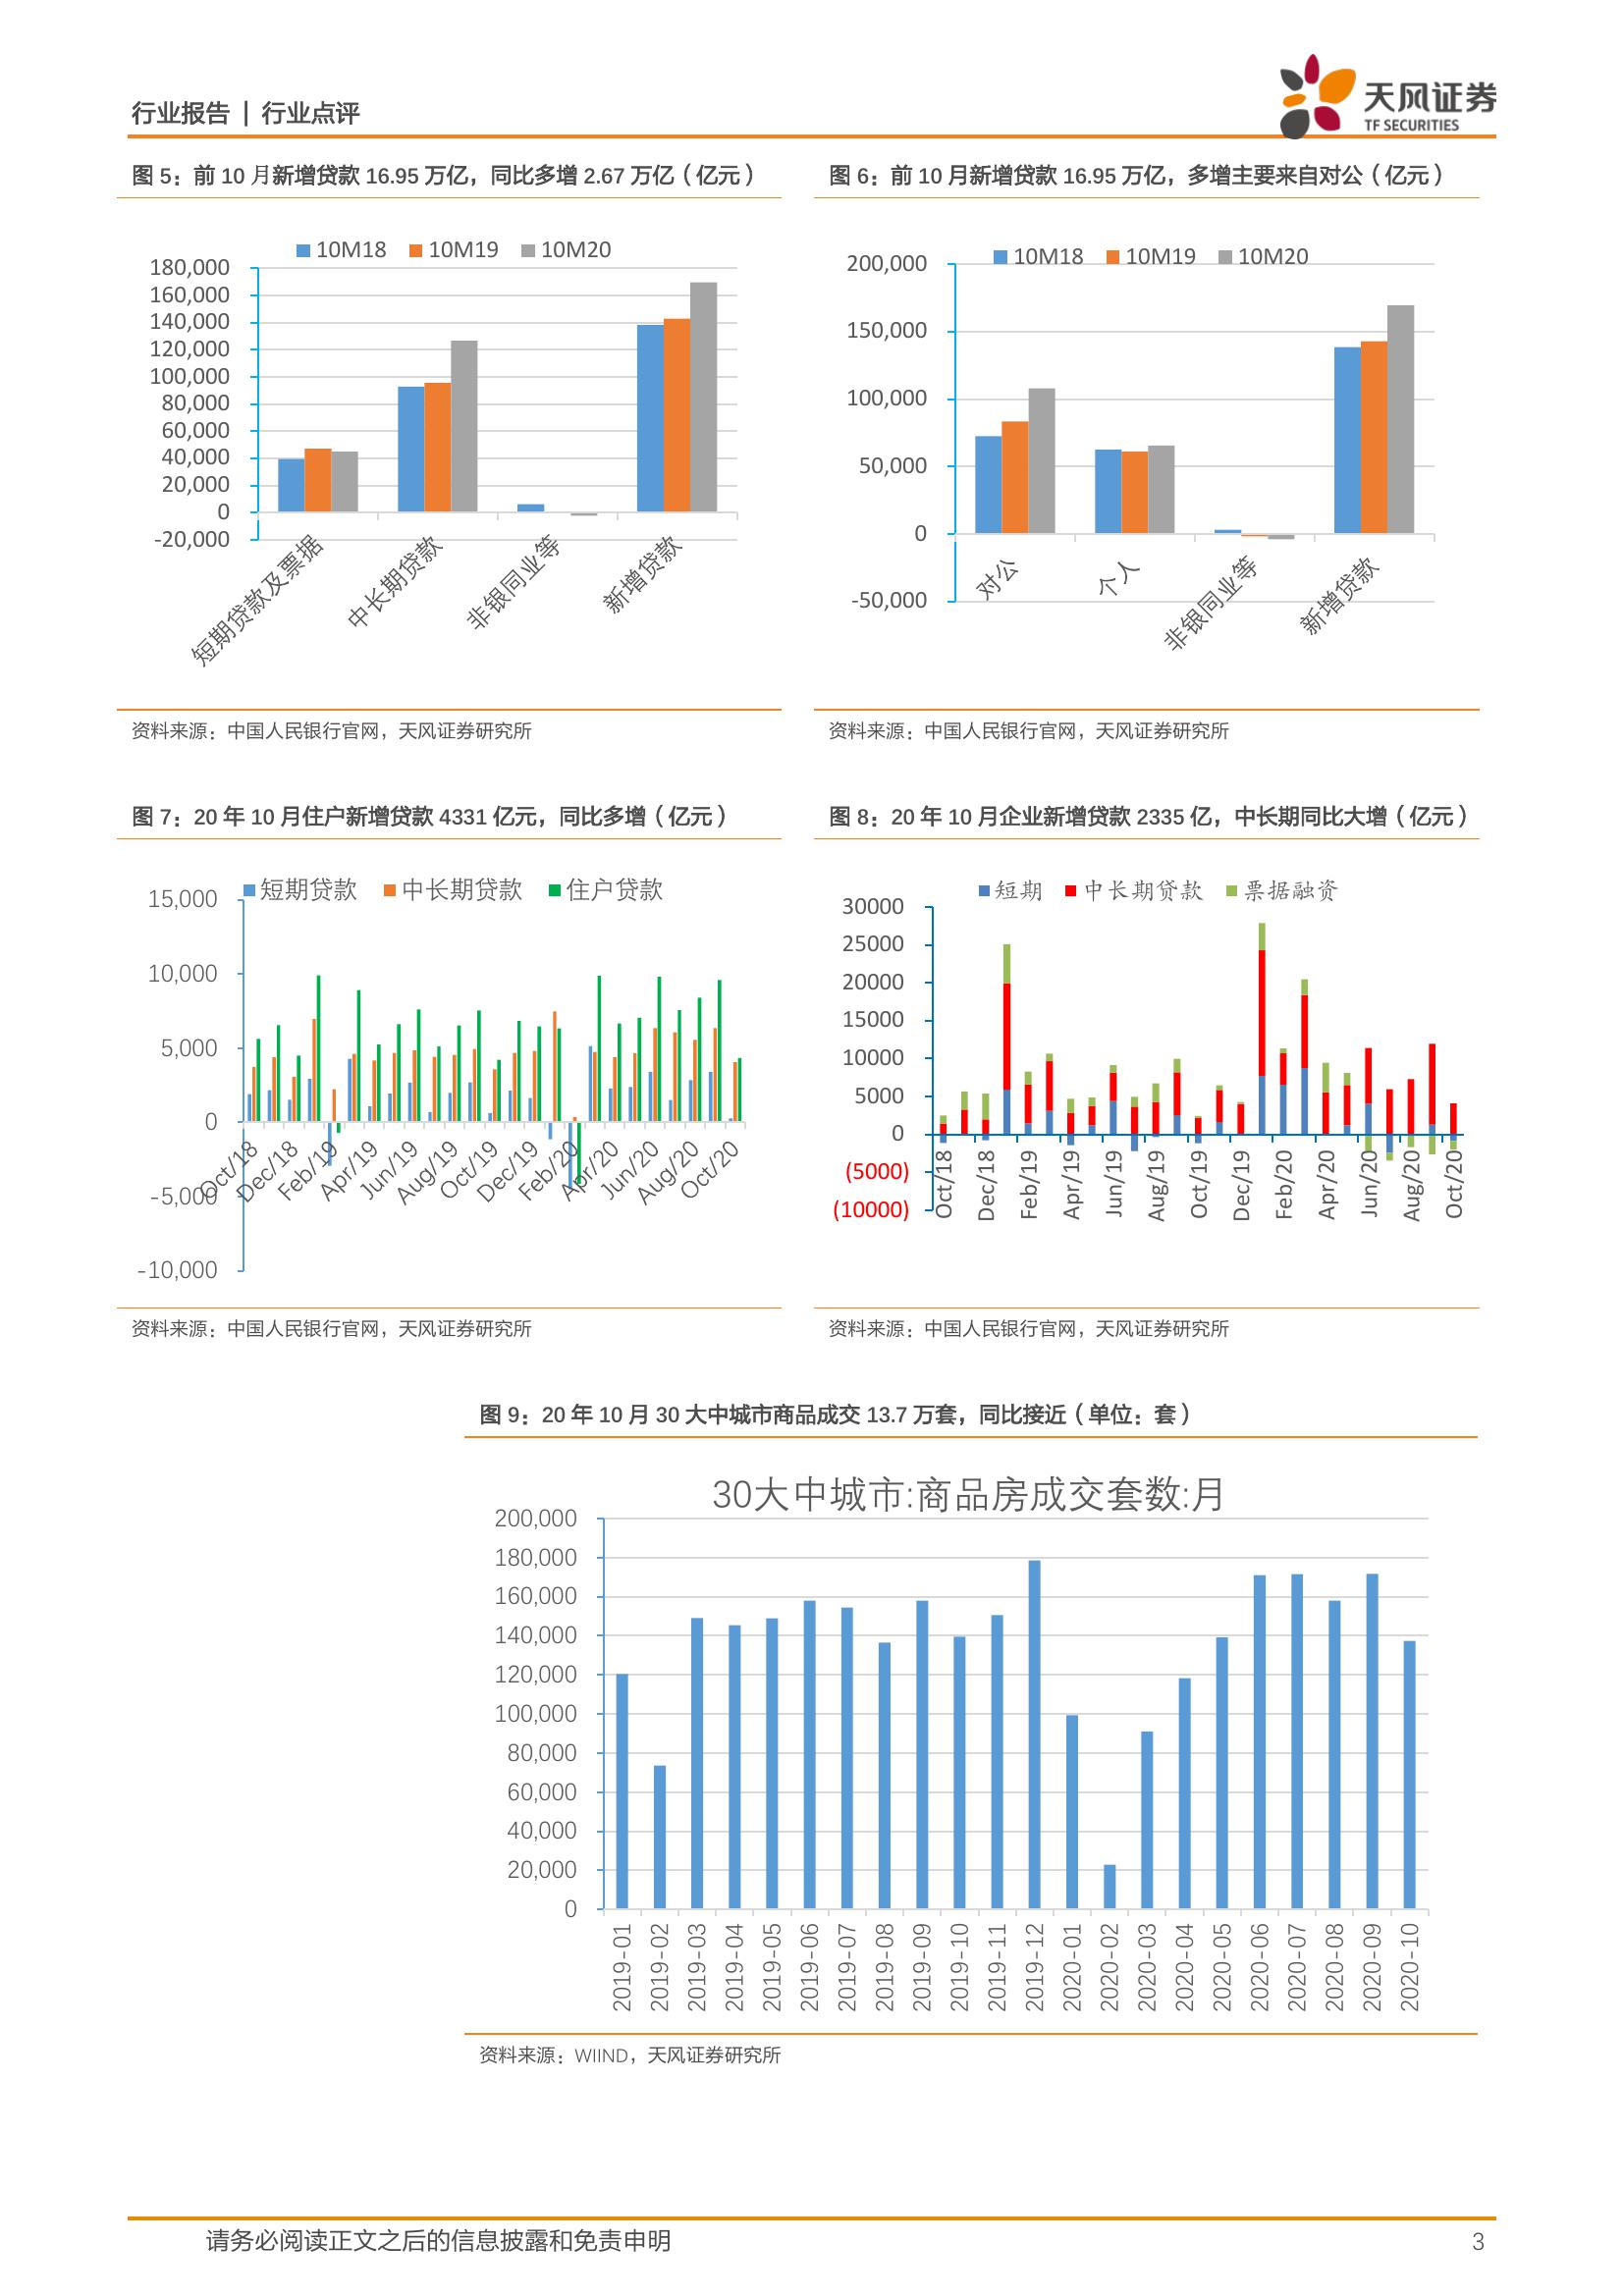 行业报告 | 行业点评
天风证券
TF SECURITIES
图 5：前 10 月新增贷款 16.95 万亿，同比多增 2.67 万亿（亿元）
10M18 10M19 10M20
180,000
160,000
140,000
120,000
100,000
80,000
60,000
40,000
20,000
0
-20,000
短期贷款及票据
中长期贷款
非银同业等
新增贷款
资料来源：中国人民银行官网，天风证券研究所
图 6：前 10 月新增贷款 16.95 万亿，多增主要来自对公（亿元）
10M18 10M19 10M20
200,000
150,000
100,000
50,000
0
-50,000
对公
个人
非银同业等
新增贷款
资料来源：中国人民银行官网，天风证券研究所
图 7：20 年 10 月住户新增贷款 4331 亿元，同比多增（亿元）
短期贷款 中长期贷款 住户贷款
15,000
10,000
5,000
0
-5,000
-10,000
Oct/18
Dec/18
Feb/19
Apr/19
Jun/19
Aug/19
Oct/19
Dec/19
Feb/20
Apr/20
Jun/20
Aug/20
Oct/20
资料来源：中国人民银行官网，天风证券研究所
图 8：20 年 10 月企业新增贷款 2335 亿，中长期同比大增（亿元）
短期 中长期贷款 票据融资
30000
25000
20000
15000
10000
5000
0
(5000)
(10000)
Oct/18
Dec/18
Feb/19
Apr/19
Jun/19
Aug/19
Oct/19
Dec/19
Feb/20
Apr/20
Jun/20
Aug/20
Oct/20
资料来源：中国人民银行官网，天风证券研究所
图 9：20 年 10 月 30 大中城市商品成交 13.7 万套，同比接近（单位：套）
30大中城市:商品房成交套数:月
200,000
180,000
160,000
140,000
120,000
100,000
80,000
60,000
40,000
20,000
0
2019-01
2019-02
2019-03
2019-04
2019-05
2019-06
2019-07
2019-08
2019-09
2019-10
2019-11
2019-12
2020-01
2020-02
2020-03
2020-04
2020-05
2020-06
2020-07
2020-08
2020-09
2020-10
资料来源：WIIND，天风证券研究所
请务必阅读正文之后的信息披露和免责申明
3